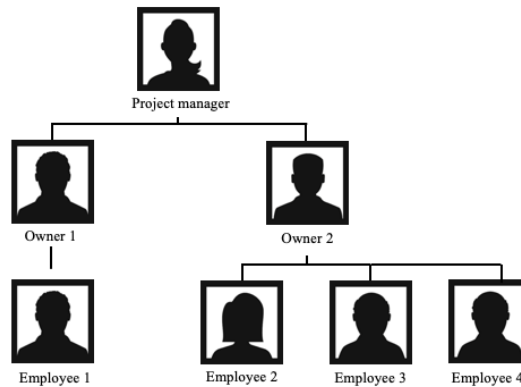 Project manager
Owner 1
Owner 2
Employee 1
Employee 2
Employee 3
Employee 4